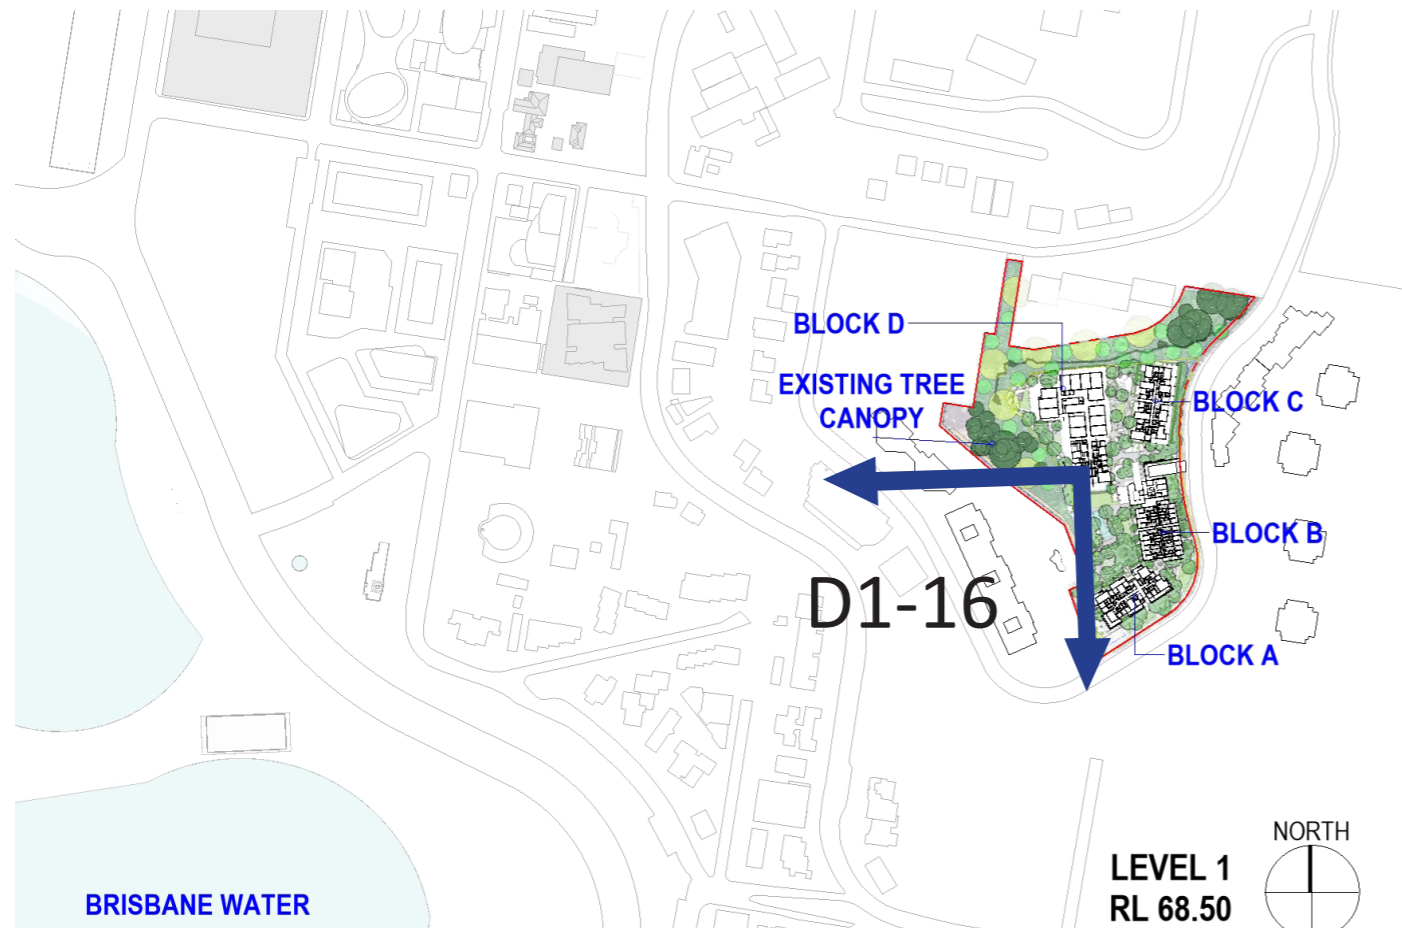 BLOCK D
EXISTING TREE
CANOPY
BLOCK C
BLOCK B
D1-16
BLOCK A
NORTH
LEVEL 1
RL 68.50
BRISBANE WATER